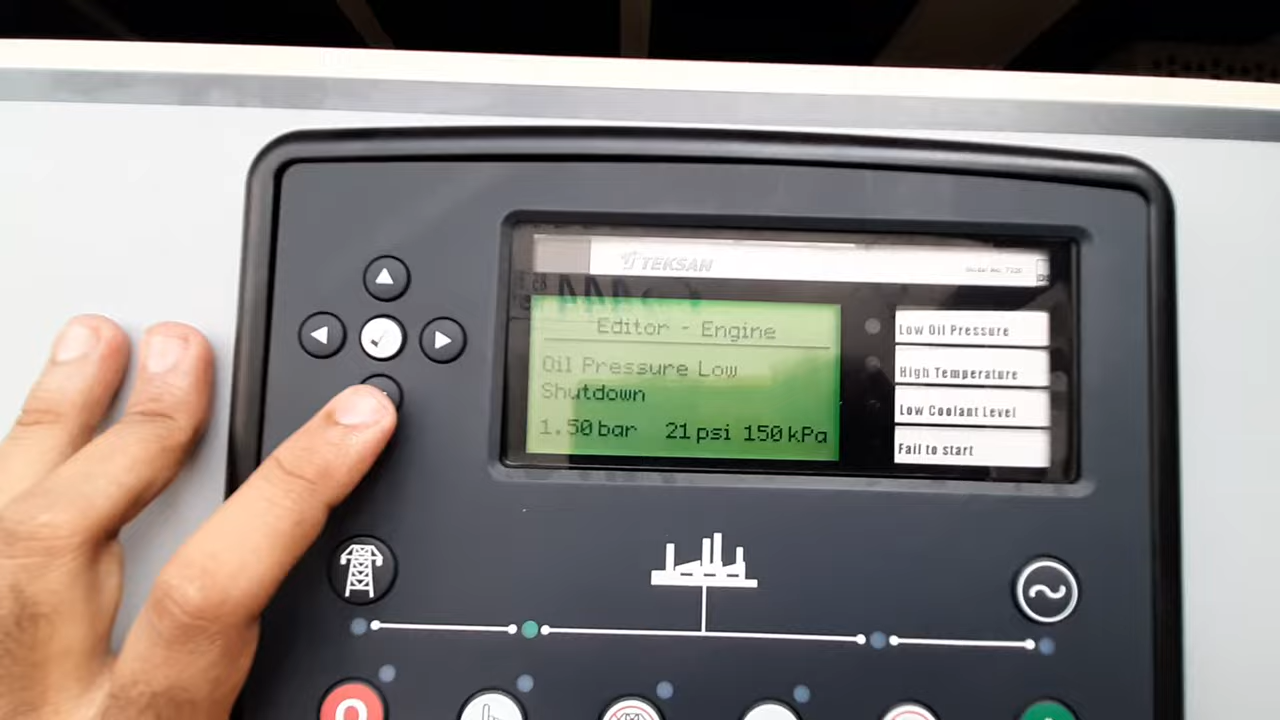 TEKSAN
Editor - Engine
Oil Pressure Low
Shutdown
1.50 bar 21 psi 150 kPa
Low Oil Pressure
High Temperature
Low Coolant Level
Fail to start